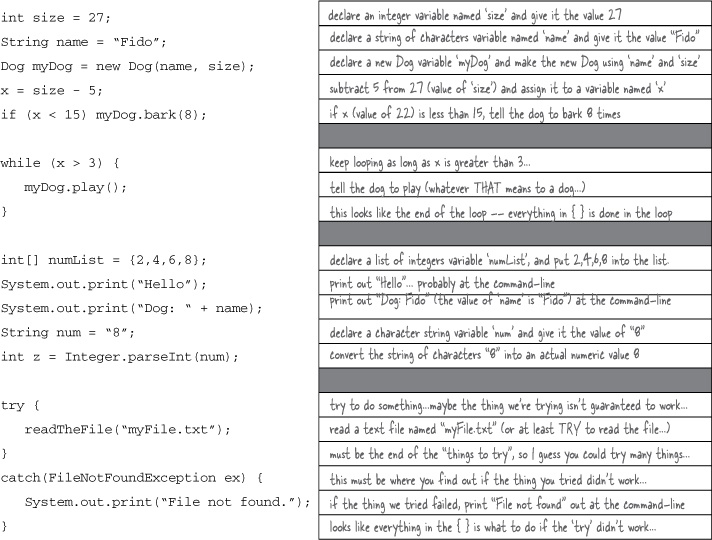 int size = 27; declare an integer variable named 'size' and give it the value 27
String name = “Fido”; declare a string of characters variable named 'name' and give it the value "Fido"
Dog myDog = new Dog(name, size); declare a new Dog variable 'myDog' and make the new Dog using 'name' and 'size'
x = size - 5; subtract 5 from 27 (value of 'size') and assign it to a variable named 'x'
if (x < 15) myDog.bark(8); if x (value of 22) is less than 15, tell the dog to bark 8 times
while (x > 3) { keep looping as long as x is greater than 3...
myDog.play(); tell the dog to play (whatever THAT means to a dog...)
} this looks like the end of the loop -- everything in { } is done in the loop
int[] numList = {2,4,6,8}; declare a list of integers variable 'numList', and put 2,4,6,8 into the list.
System.out.print(“Hello”); print out "Hello"... probably at the command-line
System.out.print(“Dog: “ + name); print out "Dog: Fido" (the value of 'name' is "Fido") at the command-line
String num = “8”; declare a character string variable 'num' and give it the value of "8"
int z = Integer.parseInt(num); convert the string of characters "8" into an actual numeric value 8
try { try to do something...maybe the thing we're trying isn't guaranteed to work...
readTheFile(“myFile.txt”); read a text file named "myFile.txt" (or at least TRY to read the file...)
} must be the end of the "things to try", so I guess you could try many things...
catch(FileNotFoundException ex) { this must be where you find out if the thing you tried didn't work...
System.out.print(“File not found.”); if the thing we tried failed, print "File not found" out at the command-line
} looks like everything in the { } is what to do if the 'try' didn't work...